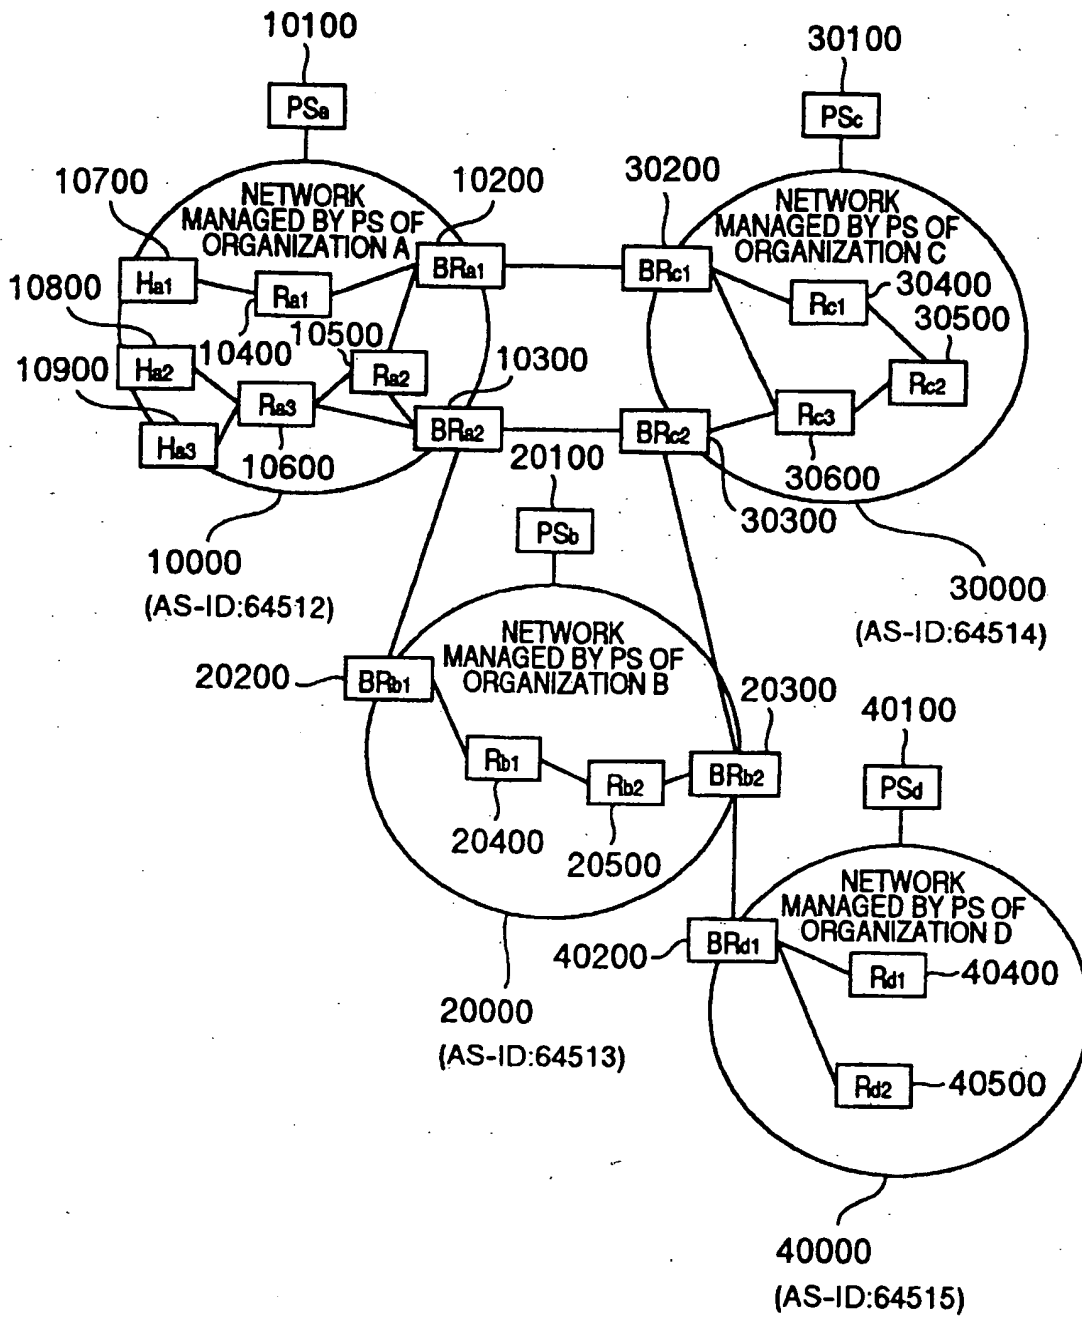 10100
PSa
30100
PSc
10700
NETWORK
MANAGED BY PS OF
ORGANIZATION A
10200
Ha1
Ra1
BRa1
10800
10400
10500
Ha2
Ra2
10900
Ra3
10300
Ha3
10600
BRa2
10000
(AS-ID:64512)
30200
NETWORK
MANAGED BY PS OF
ORGANIZATION C
BRc1
Rc1
30400
30500
Rc2
Rc3
BRc2
30600
30300
30000
(AS-ID:64514)
20100
PSb
NETWORK
MANAGED BY PS OF
ORGANIZATION B
20200
BRb1
20300
Rb1
Rb2
BRb2
20400
20500
20000
(AS-ID:64513)
40100
PSd
NETWORK
MANAGED BY PS OF
ORGANIZATION D
40200
BRd1
Rd1
40400
Rd2
40500
40000
(AS-ID:64515)